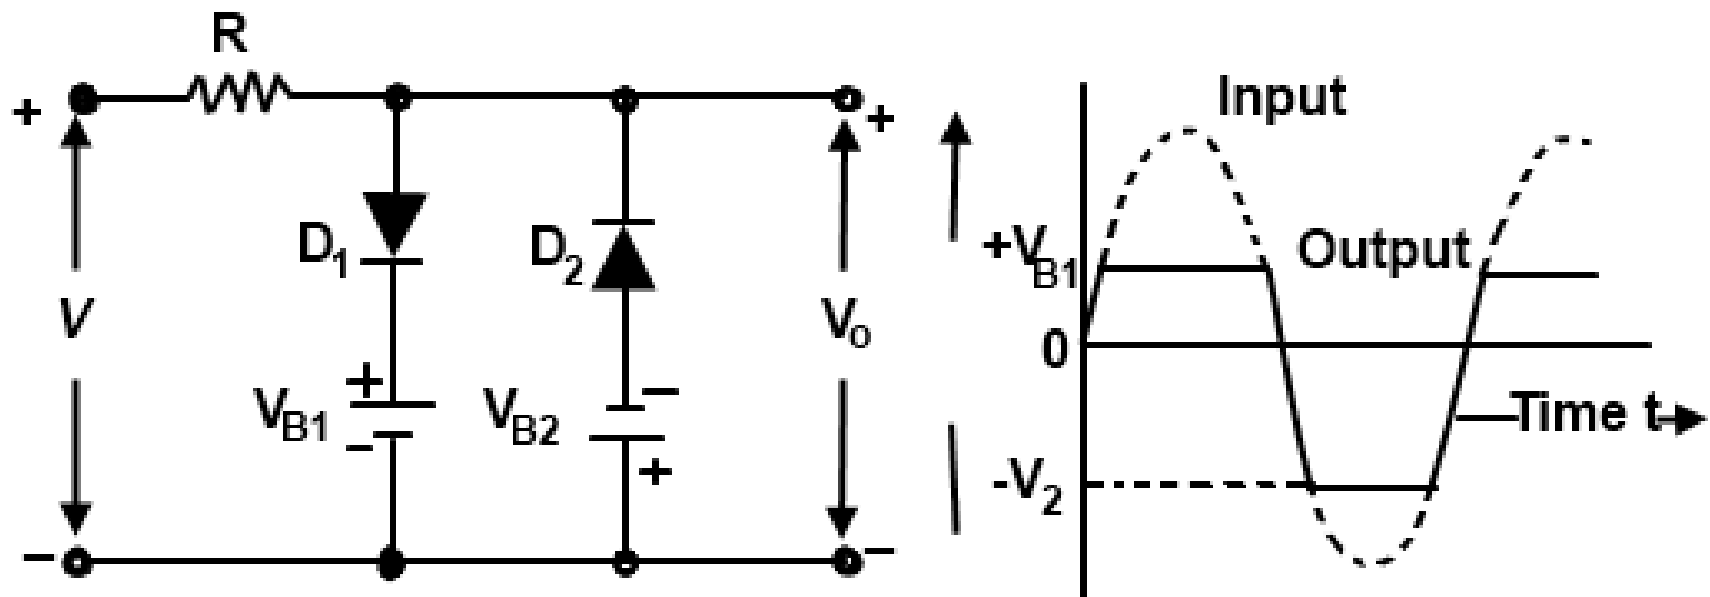 R
+
+
V
D1
D2
Vo
+
VB1
−
−
VB2
+
−
−
Input
+VB1
Output
0
Time t
-V2